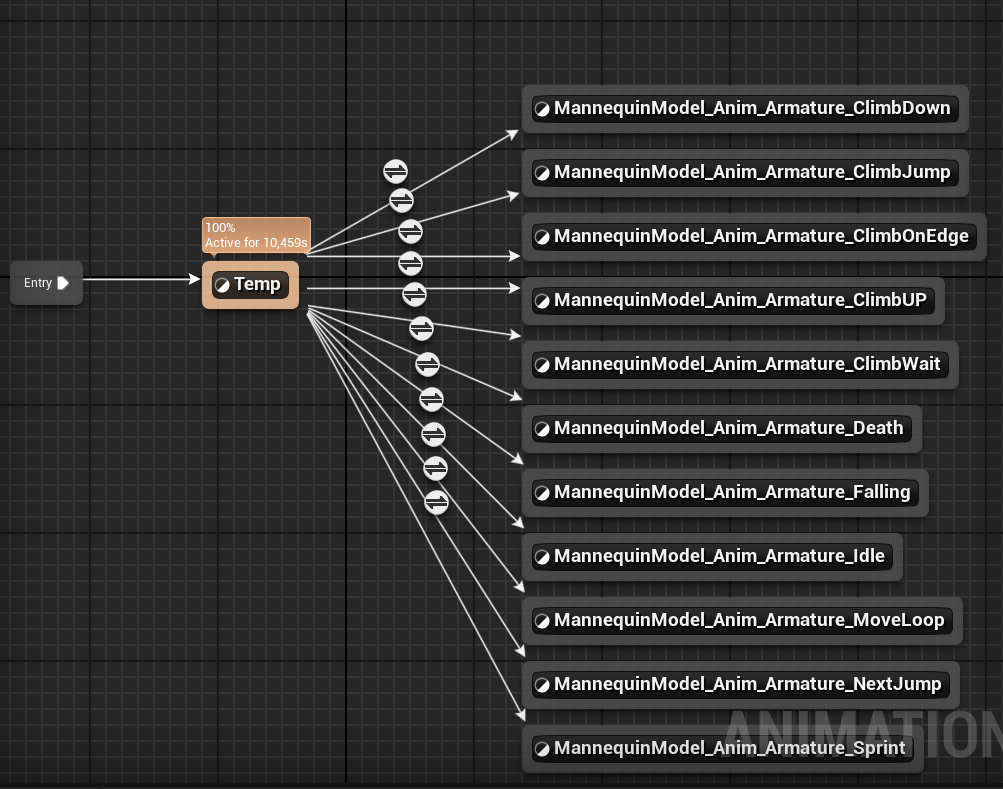 MannequinModel_Anim_Armature_ClimbDown
MannequinModel_Anim_Armature_ClimbJump
100%
Active for 10,459s
MannequinModel_Anim_Armature_ClimbOnEdge
Entry
Temp
MannequinModel_Anim_Armature_ClimbUP
MannequinModel_Anim_Armature_ClimbWait
MannequinModel_Anim_Armature_Death
MannequinModel_Anim_Armature_Falling
MannequinModel_Anim_Armature_Idle
MannequinModel_Anim_Armature_MoveLoop
MannequinModel_Anim_Armature_NextJump
ANIMATION
MannequinModel_Anim_Armature_Sprint